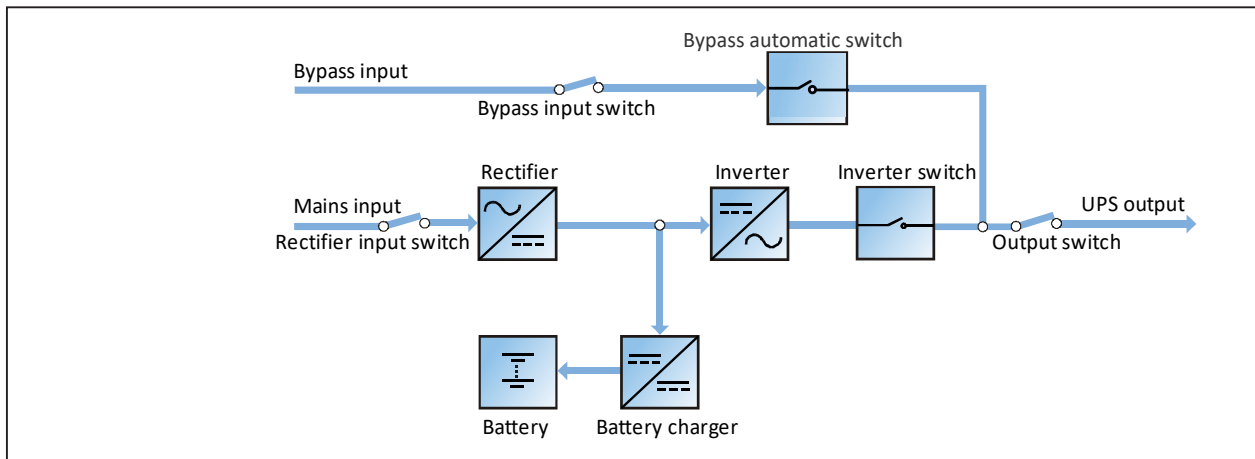 Bypass automatic switch
Bypass input
Bypass input switch
Rectifier
Inverter
Inverter switch
Mains input
UPS output
Rectifier input switch
Output switch
Battery
Battery charger